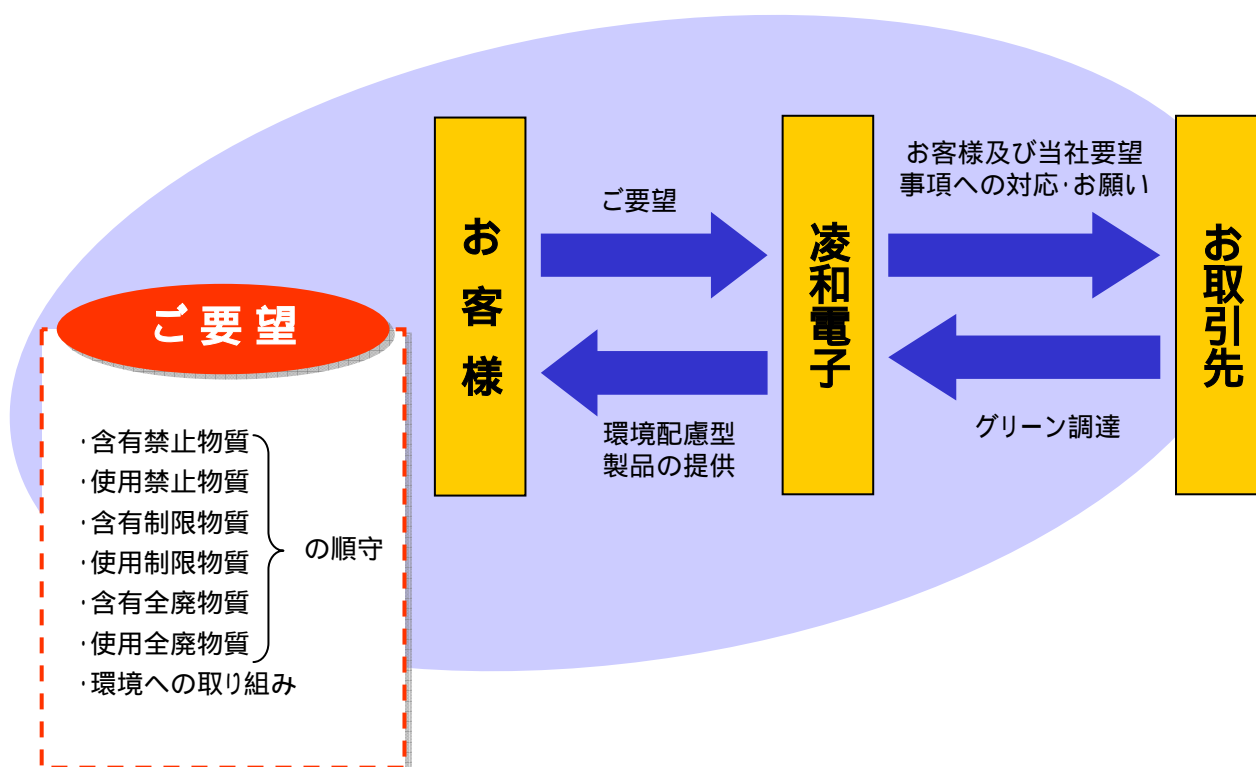 お客様
ご要望
環境配慮型
製品の提供
凌和電子
お客様及び当社要望
事項への対応・お願い
グリーン調達
お取引先
ご要望
・含有禁止物質
・使用禁止物質
・含有制限物質
・使用制限物質
・含有全廃物質
・使用全廃物質
の順守
・環境への取り組み